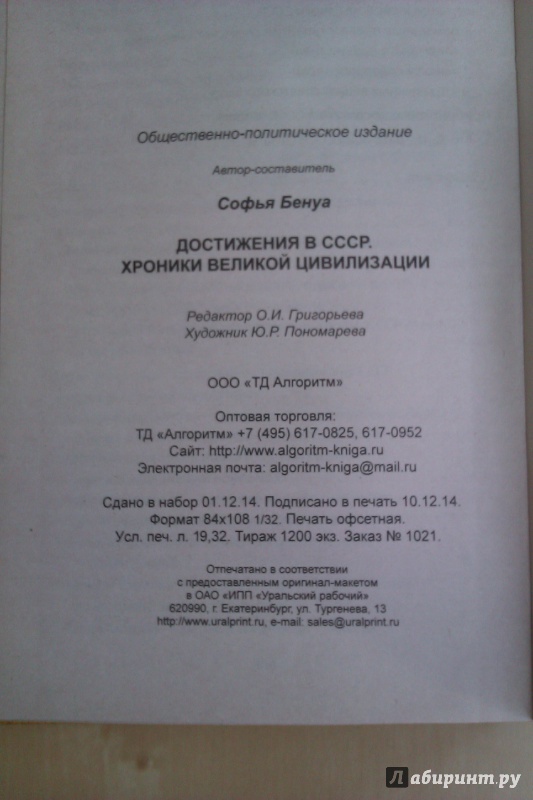 Общественно-политическое издание
Автор-составитель
Софья Бенуа
ДОСТИЖЕНИЯ В СССР.
ХРОНИКИ ВЕЛИКОЙ ЦИВИЛИЗАЦИИ
Редактор О.И. Григорьева
Художник Ю.Р. Пономарева
ООО «ТД Алгоритм»
Оптовая торговля:
ТД «Алгоритм» +7 (495) 617-0825, 617-0952
Сайт: http://www.algoritm-kniga.ru
Электронная почта: algoritm-kniga@mail.ru
Сдано в набор 01.12.14. Подписано в печать 10.12.14.
Формат 84x108 1/32. Печать офсетная.
Усл. печ. л. 19,32. Тираж 1200 экз. Заказ № 1021.
Отпечатано в соответствии
с предоставленным оригинал-макетом
в ОАО «ИПП «Уральский рабочий»
620990, г. Екатеринбург, ул. Тургенева, 13
http://www.uralprint.ru, e-mail: sales@uralprint.ru
Лабиринт.ру